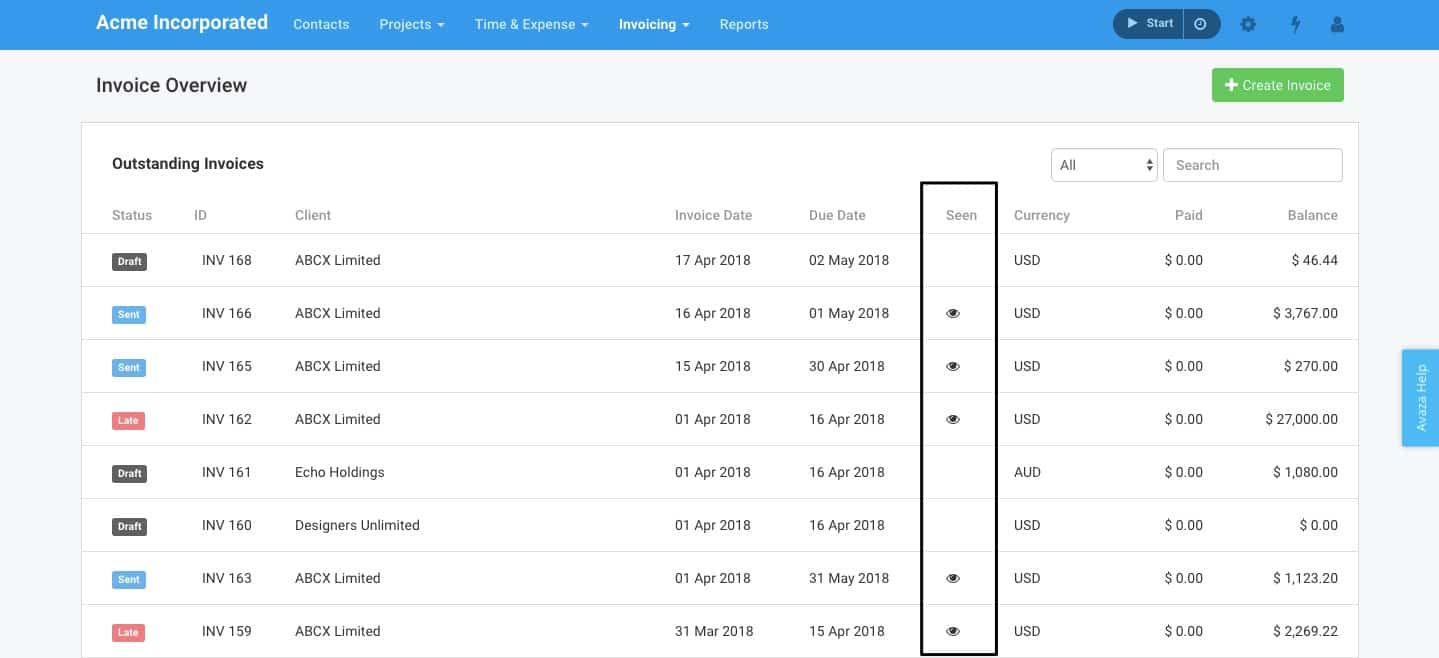 Acme Incorporated Contacts Projects Time & Expense Invoicing Reports Start
Invoice Overview Create Invoice
Outstanding Invoices All Search
Status ID Client Invoice Date Due Date Seen Currency Paid Balance
Draft INV 168 ABCX Limited 17 Apr 2018 02 May 2018 USD $ 0.00 $ 46.44
Sent INV 166 ABCX Limited 16 Apr 2018 01 May 2018 USD $ 0.00 $ 3,767.00
Sent INV 165 ABCX Limited 15 Apr 2018 30 Apr 2018 USD $ 0.00 $ 270.00
Late INV 162 ABCX Limited 01 Apr 2018 16 Apr 2018 USD $ 0.00 $ 27,000.00
Draft INV 161 Echo Holdings 01 Apr 2018 16 Apr 2018 AUD $ 0.00 $ 1,080.00
Draft INV 160 Designers Unlimited 01 Apr 2018 16 Apr 2018 USD $ 0.00 $ 0.00
Sent INV 163 ABCX Limited 01 Apr 2018 31 May 2018 USD $ 0.00 $ 1,123.20
Late INV 159 ABCX Limited 31 Mar 2018 15 Apr 2018 USD $ 0.00 $ 2,269.22
Avaza Help